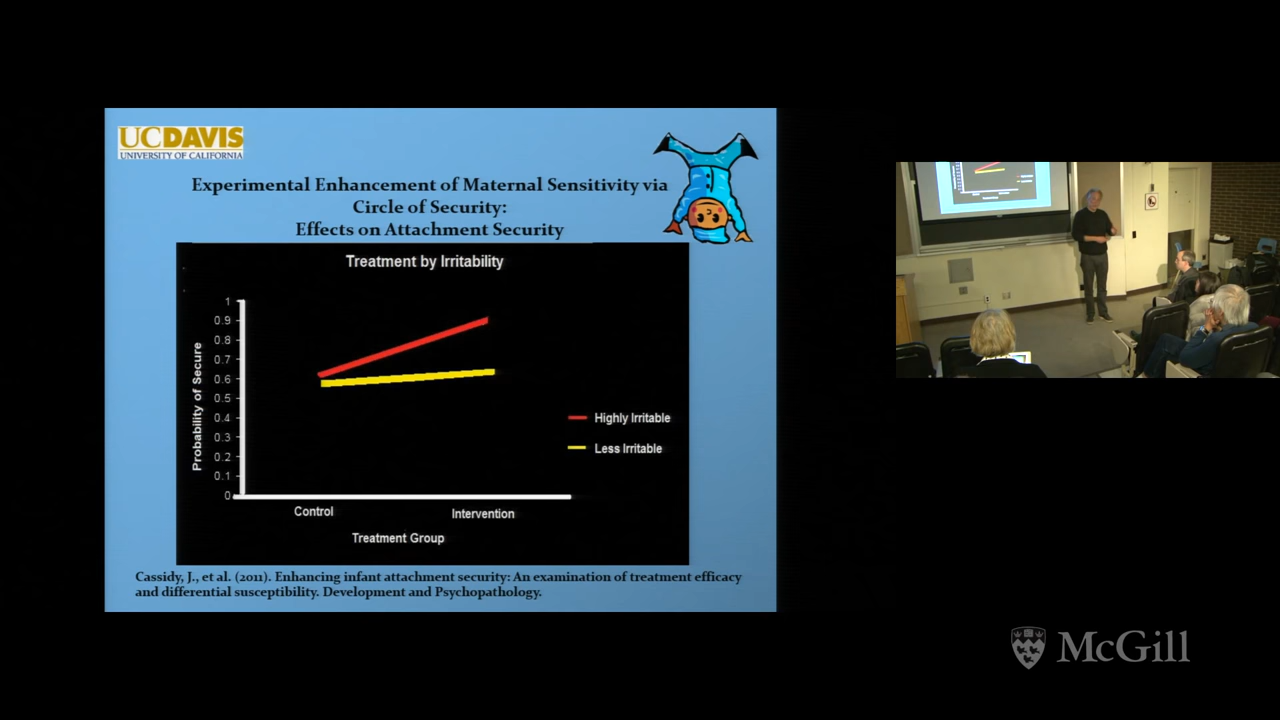 UCDAVIS
UNIVERSITY OF CALIFORNIA
Experimental Enhancement of Maternal Sensitivity via
Circle of Security:
Effects on Attachment Security
Treatment by Irritability
Probability of Secure
1
0.9
0.8
0.7
0.6
0.5
0.4
0.3
0.2
0.1
0
Highly Irritable
Less Irritable
Control
Intervention
Treatment Group
Cassidy, J., et al. (2011). Enhancing infant attachment security: An examination of treatment efficacy
and differential susceptibility. Development and Psychopathology.
McGill